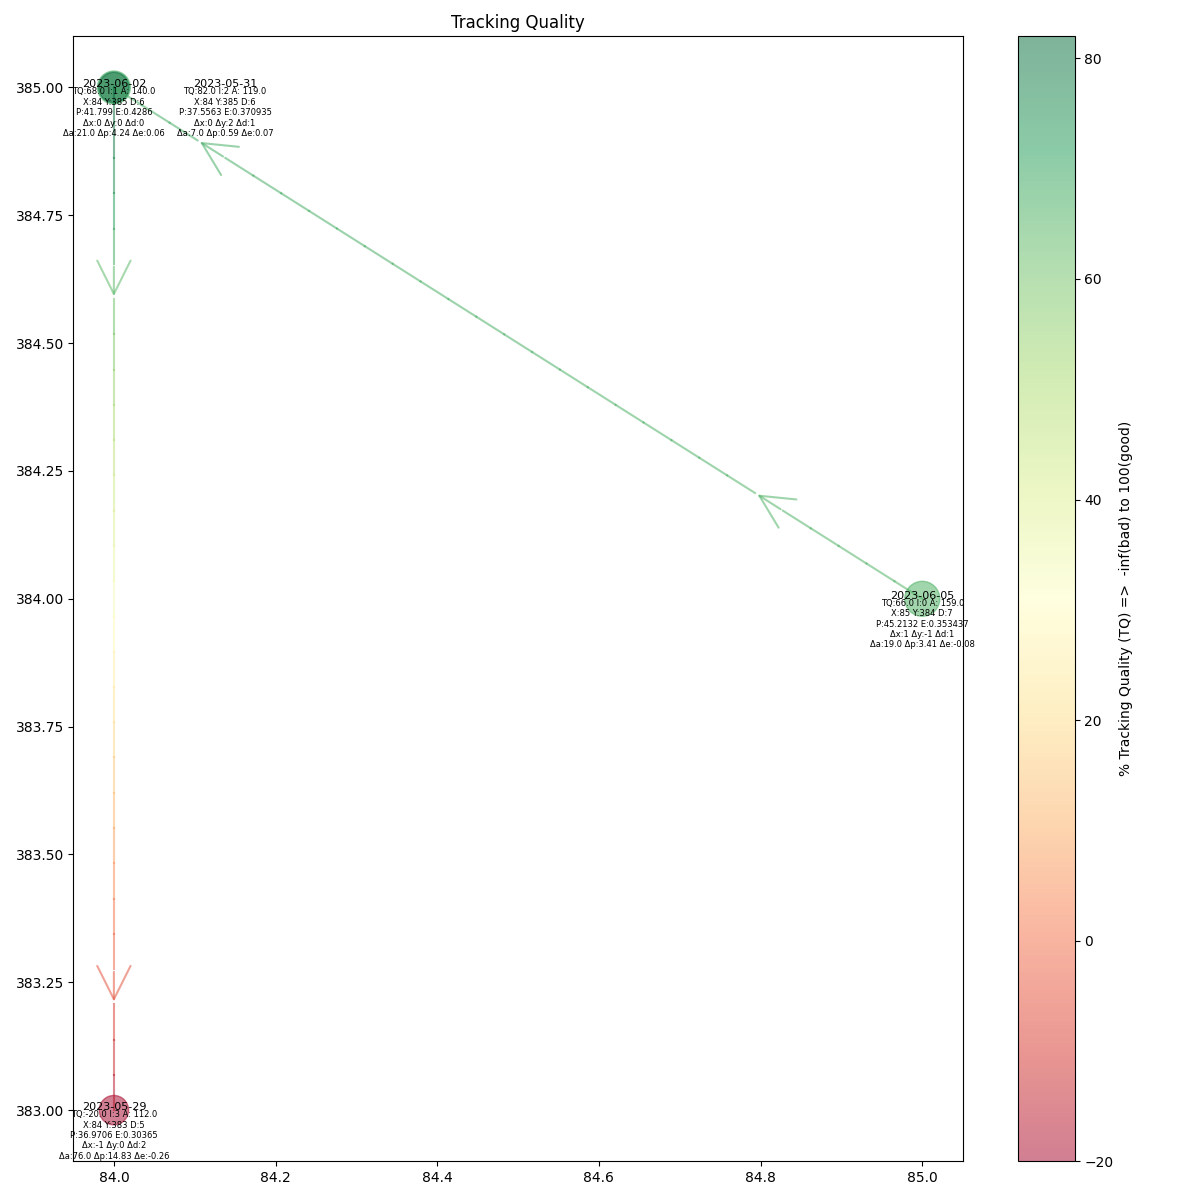 Tracking Quality
2023-06-02
TQ:68.0 I:1 A: 140.0
X:84 Y:385 D:6
P:41.799 E:0.4286
Δx:0 Δy:0 Δd:0
Δa:21.0 Δp:4.24 Δe:0.06
2023-05-31
TQ:82.0 I:2 A: 119.0
X:84 Y:385 D:6
P:37.5563 E:0.370935
Δx:0 Δy:2 Δd:1
Δa:7.0 Δp:0.59 Δe:0.07
2023-06-05
TQ:66.0 I:0 A: 159.0
X:85 Y:384 D:7
P:45.2132 E:0.353437
Δx:1 Δy:-1 Δd:1
Δa:19.0 Δp:3.41 Δe:-0.08
2023-05-29
TQ:-20.0 I:3 A: 112.0
X:84 Y:383 D:5
P:36.9706 E:0.30365
Δx:-1 Δy:0 Δd:2
Δa:76.0 Δp:14.83 Δe:-0.26
385.00
384.75
384.50
384.25
384.00
383.75
383.50
383.25
383.00
84.0
84.2
84.4
84.6
84.8
85.0
80
60
40
20
0
−20
% Tracking Quality (TQ) => -inf(bad) to 100(good)